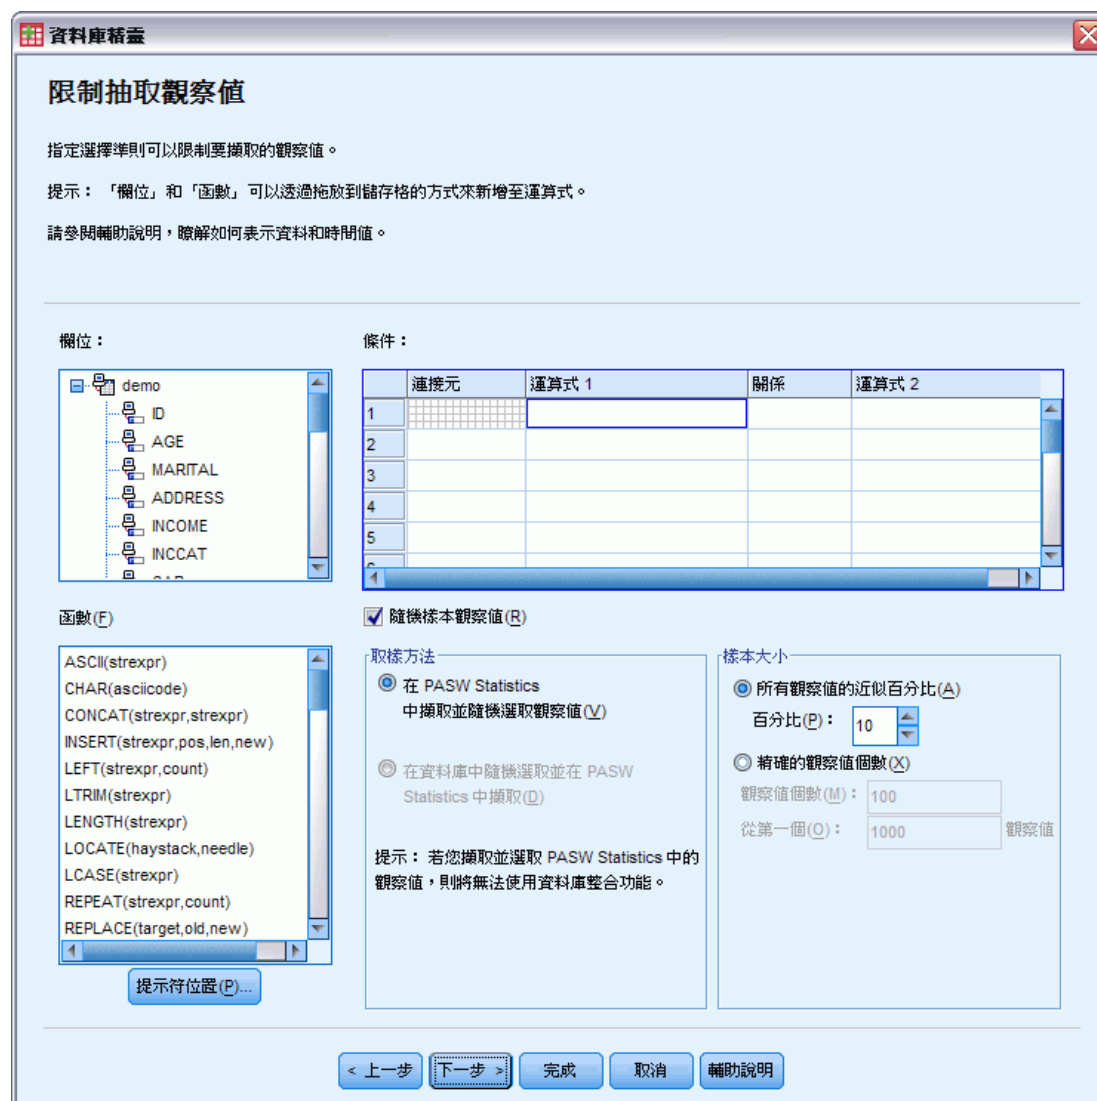 資料庫精靈
限制抽取觀察值
指定選擇準則可以限制要擷取的觀察值。
提示：「欄位」和「函數」可以透過拖放到儲存格的方式來新增至運算式。
請參閱輔助說明，瞭解如何表示資料和時間值。
欄位：
demo
ID
AGE
MARITAL
ADDRESS
INCOME
INCCAT
條件：
連接元 運算式 1 關係 運算式 2
1
2
3
4
5
函數(F)
ASCII(strexpr)
CHAR(asciicode)
CONCAT(strexpr,strexpr)
INSERT(strexpr,pos,len,new)
LEFT(strexpr,count)
LTRIM(strexpr)
LENGTH(strexpr)
LOCATE(haystack,needle)
LCASE(strexpr)
REPEAT(strexpr,count)
REPLACE(target,old,new)
提示符位置(P)...
隨機樣本觀察值(R)
取樣方法
在 PASW Statistics
中擷取並隨機選取觀察值(V)
在資料庫中隨機選取並在 PASW
Statistics 中擷取(D)
提示：若您擷取並選取 PASW Statistics 中的
觀察值，則將無法使用資料庫整合功能。
樣本大小
所有觀察值的近似百分比(A)
百分比(P)： 10
精確的觀察值個數(X)
觀察值個數(M)： 100
從第一個(O)： 1000 觀察值
< 上一步 下一步 > 完成 取消 輔助說明